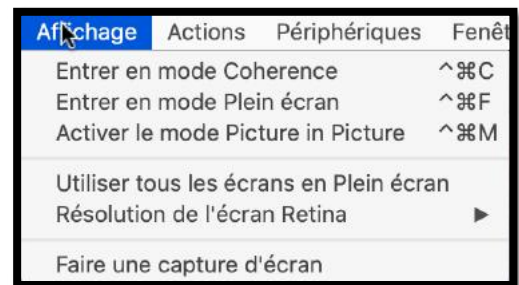 Affichage Actions Périphériques Fenêt
Entrer en mode Coherence ^⌘C
Entrer en mode Plein écran ^⌘F
Activer le mode Picture in Picture ^⌘M
Utiliser tous les écrans en Plein écran
Résolution de l'écran Retina ▶
Faire une capture d'écran